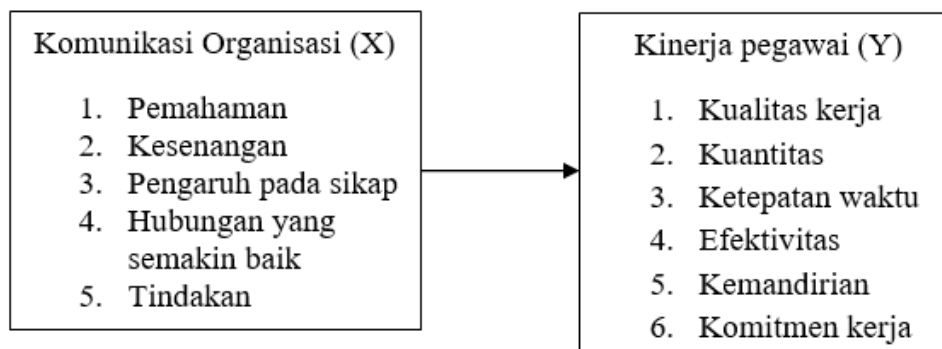 Komunikasi Organisasi (X)
1. Pemahaman
2. Kesenangan
3. Pengaruh pada sikap
4. Hubungan yang
semakin baik
5. Tindakan
Kinerja pegawai (Y)
1. Kualitas kerja
2. Kuantitas
3. Ketepatan waktu
4. Efektivitas
5. Kemandirian
6. Komitmen kerja